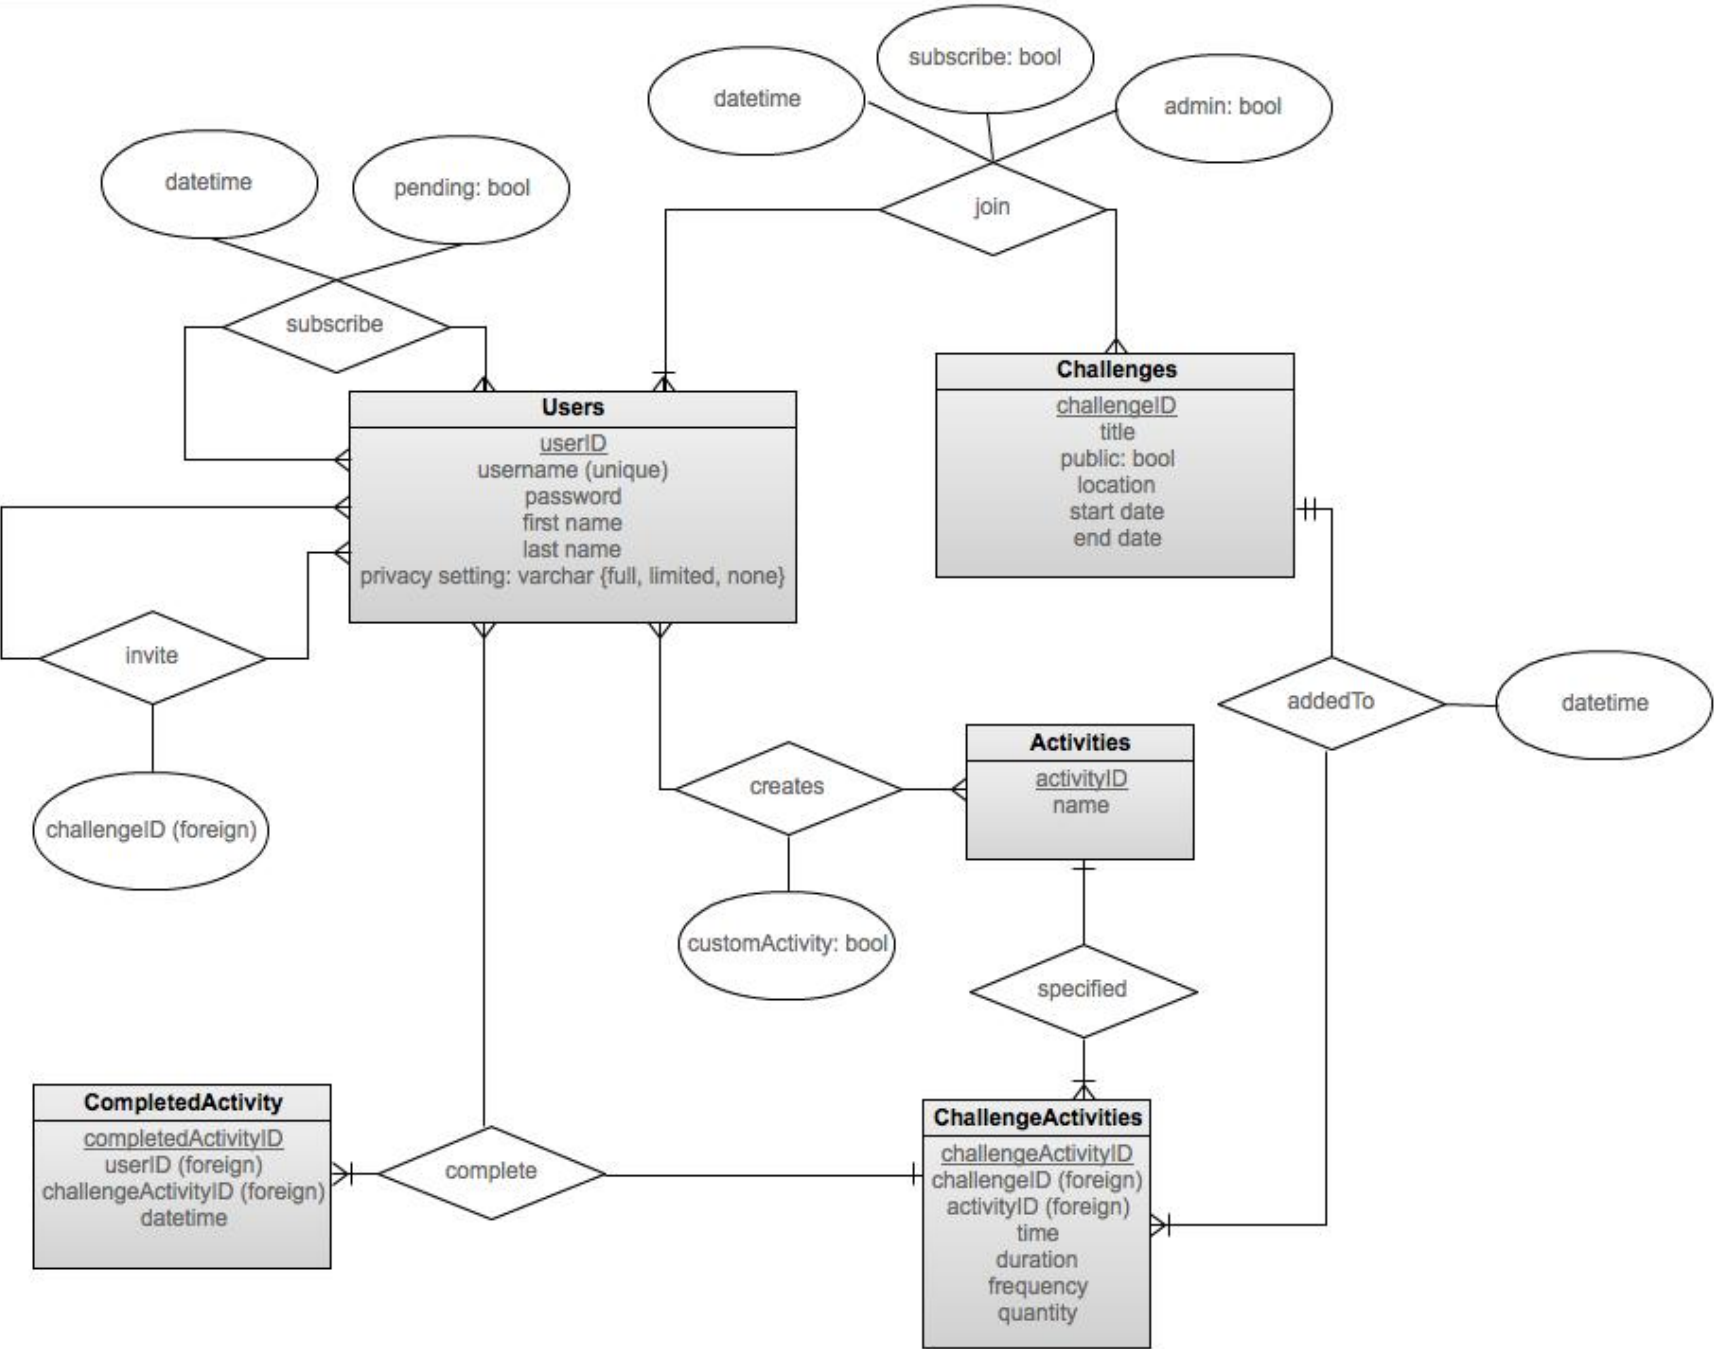 subscribe: bool
datetime
admin: bool
datetime
pending: bool
join
subscribe
Challenges
challengeID
title
public: bool
location
start date
end date
Users
userID
username (unique)
password
first name
last name
privacy setting: varchar {full, limited, none}
invite
challengeID (foreign)
addedTo
datetime
Activities
activityID
name
creates
customActivity: bool
specified
CompletedActivity
completedActivityID
userID (foreign)
challengeActivityID (foreign)
datetime
complete
ChallengeActivities
challengeActivityID
challengeID (foreign)
activityID (foreign)
time
duration
frequency
quantity